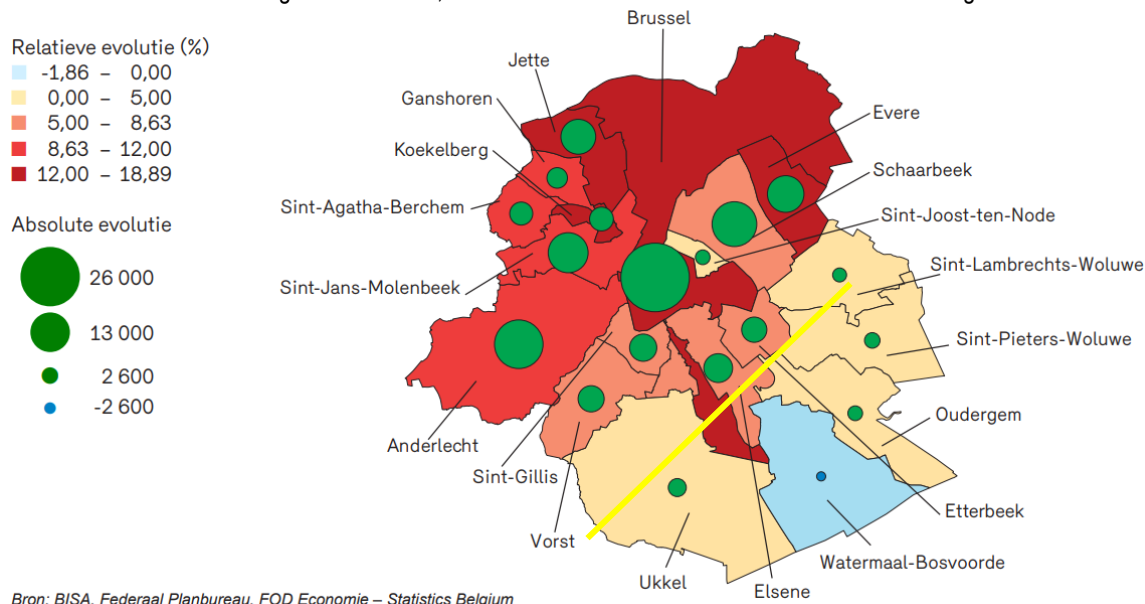 Brussel
Relatieve evolutie (%)
-1,86 – 0,00
0,00 – 5,00
5,00 – 8,63
8,63 – 12,00
12,00 – 18,89
Absolute evolutie
26 000
13 000
2 600
-2 600
Jette
Ganshoren
Koekelberg
Sint-Agatha-Berchem
Sint-Jans-Molenbeek
Anderlecht
Sint-Gillis
Vorst
Ukkel
Elsene
Evere
Schaarbeek
Sint-Joost-ten-Node
Sint-Lambrechts-Woluwe
Sint-Pieters-Woluwe
Oudergem
Etterbeek
Watermaal-Bosvoorde
Bron: BISA, Federaal Planbureau, FOD Economie – Statistics Belgium